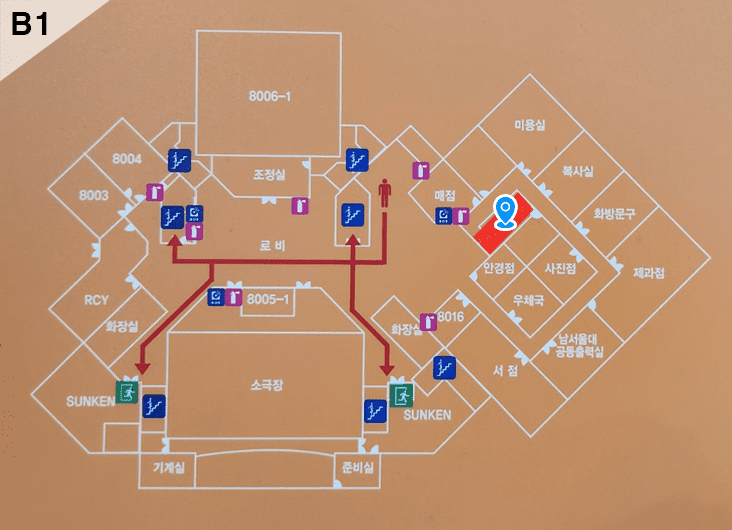 B1
8006-1
미용실
8004
복사실
조정실
8003
매점
화방문구
로 비
안경점
사진점
제과점
RCY
8005-1
우체국
화장실
화장실
8016
남서울대
공동출력실
서 점
소극장
SUNKEN
SUNKEN
기계실
준비실